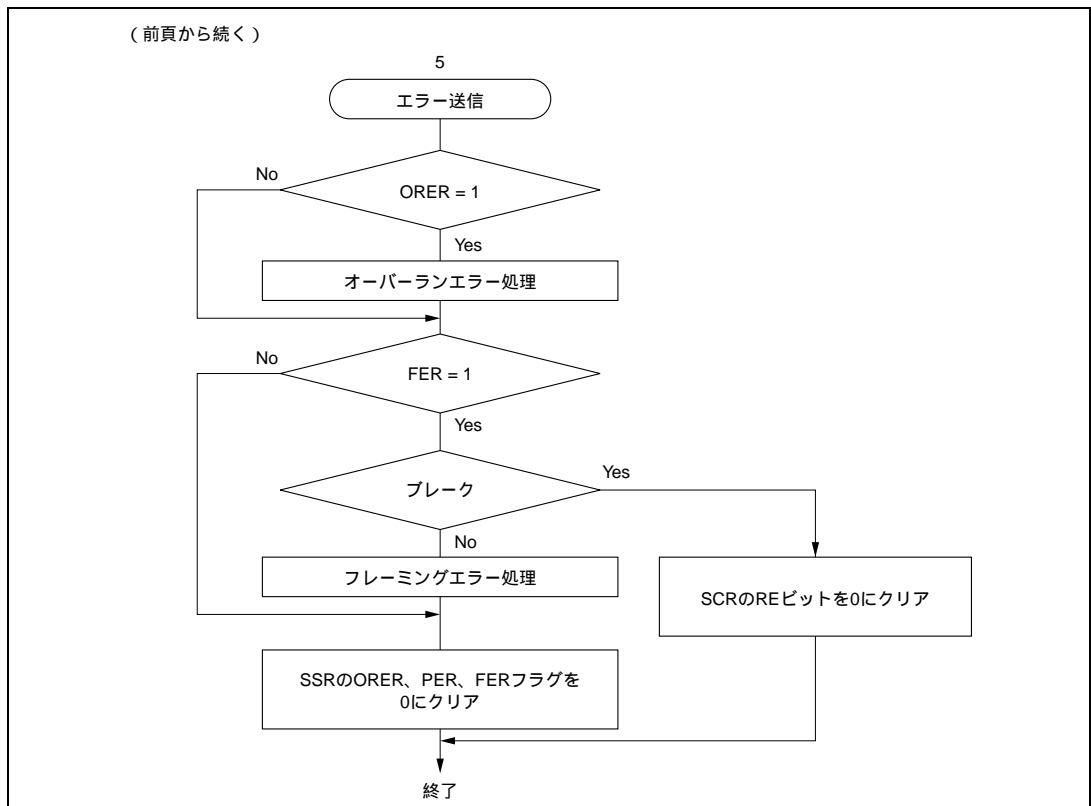 (前頁から続く)
5
エラー送信
No
ORER = 1
Yes
オーバーランエラー処理
No
FER = 1
Yes
ブレーク
Yes
No
フレーミングエラー処理
SCRのREビットを0にクリア
SSRのORER、PER、FERフラグを
0にクリア
終了